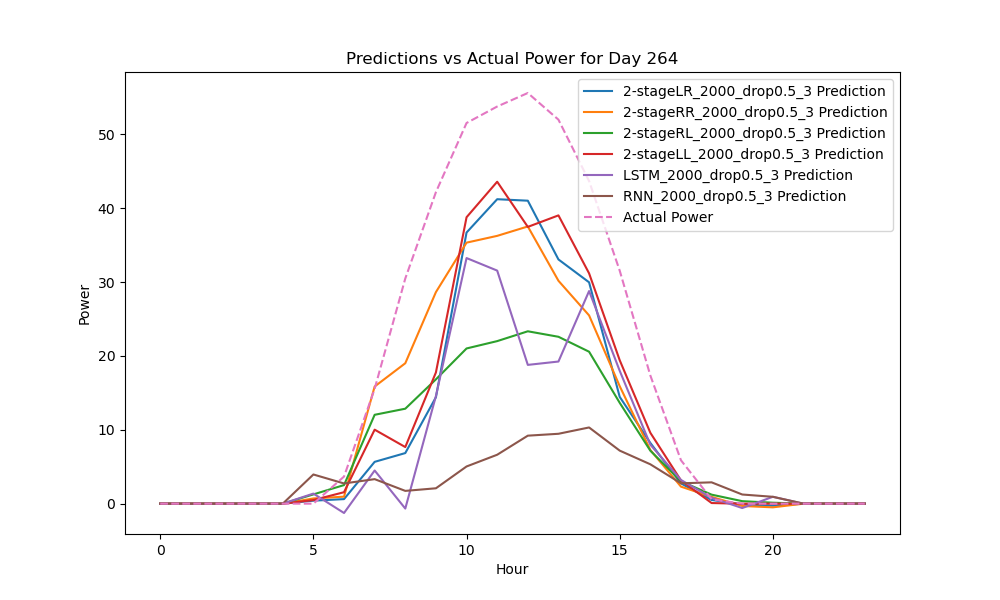 Predictions vs Actual Power for Day 264
2-stageLR_2000_drop0.5_3 Prediction
2-stageRR_2000_drop0.5_3 Prediction
2-stageRL_2000_drop0.5_3 Prediction
2-stageLL_2000_drop0.5_3 Prediction
LSTM_2000_drop0.5_3 Prediction
RNN_2000_drop0.5_3 Prediction
Actual Power
Power
50
40
30
20
10
0
0 5 10 15 20
Hour